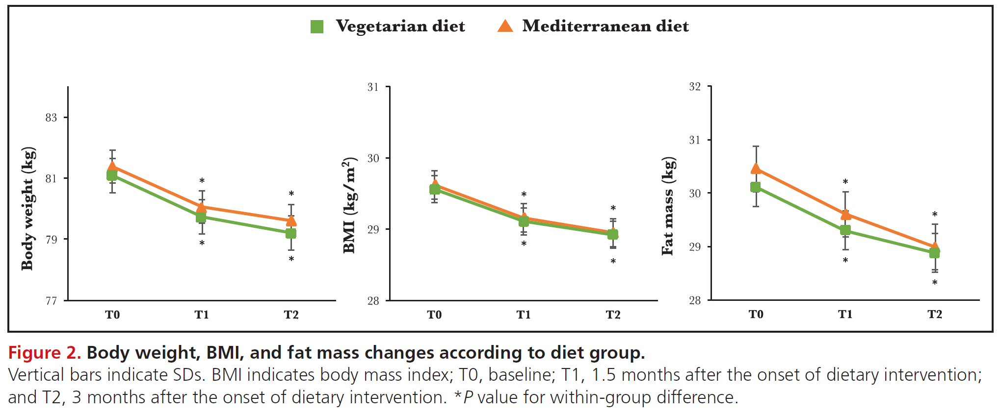 Vegetarian diet
Mediterranean diet
Body weight (kg)
83
81
79
77
*
*
*
*
T0
T1
T2
BMI (kg/m²)
31
30
29
28
*
*
*
*
T0
T1
T2
Fat mass (kg)
32
31
30
29
28
*
*
*
*
T0
T1
T2
Figure 2. Body weight, BMI, and fat mass changes according to diet group.
Vertical bars indicate SDs. BMI indicates body mass index; T0, baseline; T1, 1.5 months after the onset of dietary intervention;
and T2, 3 months after the onset of dietary intervention. *P value for within-group difference.